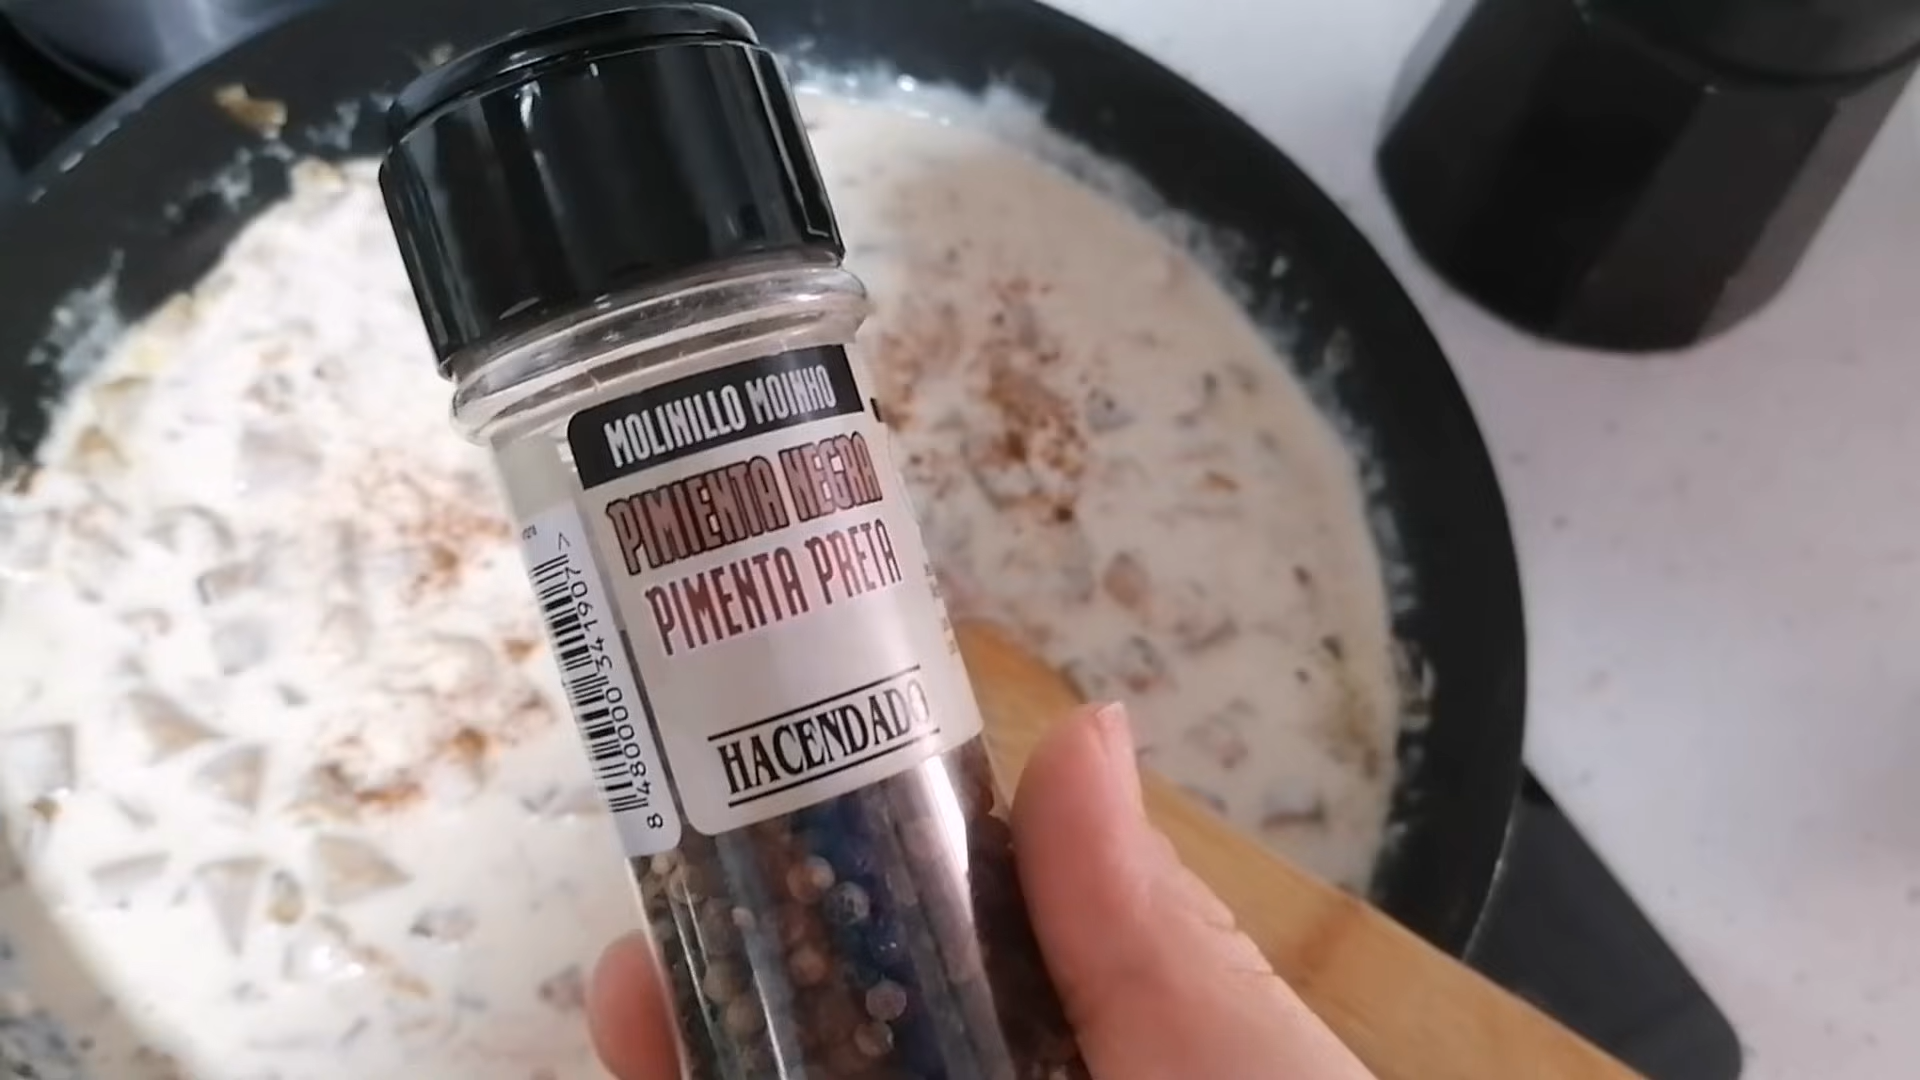 MOLINILLO MOINHO
PIMIENTA NEGRA
PIMENTA PRETA
HACENDADO
8 480000 341907 >